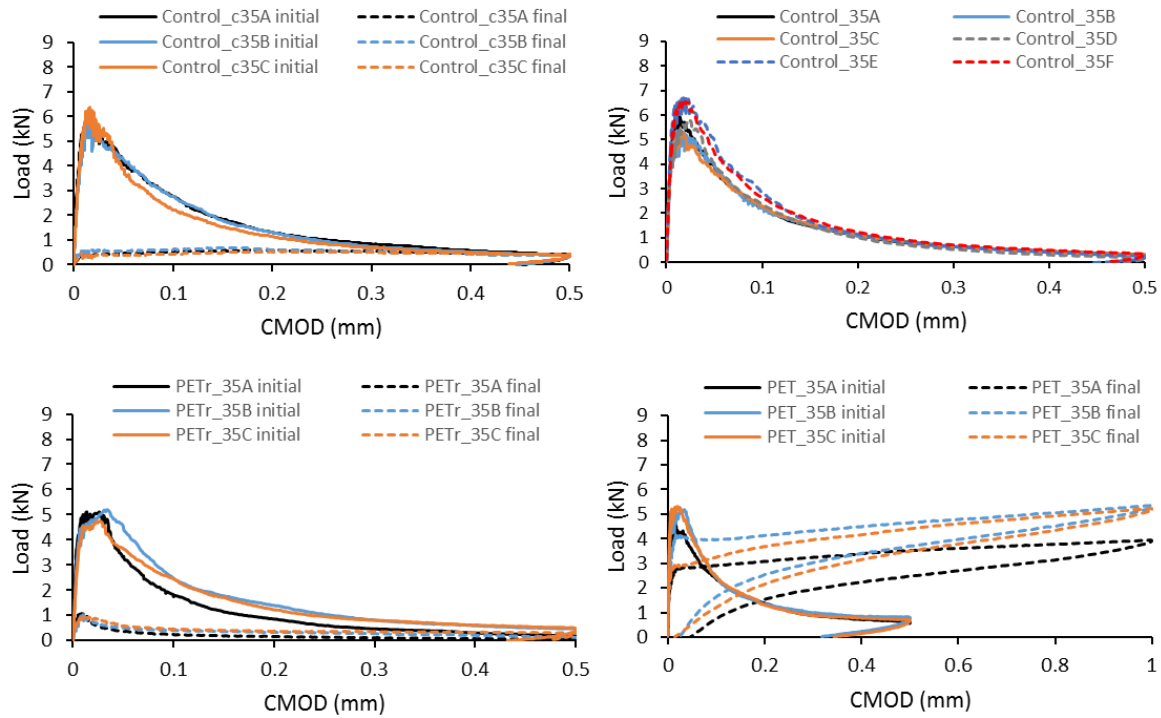 Control_c35A initial Control_c35A final
Control_c35B initial Control_c35B final
Control_c35C initial Control_c35C final
9
8
7
6
5
4
3
2
1
0
Load (kN)
0 0.1 0.2 0.3 0.4 0.5
CMOD (mm)
Control_35A Control_35B
Control_35C Control_35D
Control_35E Control_35F
9
8
7
6
5
4
3
2
1
0
Load (kN)
0 0.1 0.2 0.3 0.4 0.5
CMOD (mm)
PETr_35A initial PETr_35A final
PETr_35B initial PETr_35B final
PETr_35C initial PETr_35C final
9
8
7
6
5
4
3
2
1
0
Load (kN)
0 0.1 0.2 0.3 0.4 0.5
CMOD (mm)
PET_35A initial PET_35A final
PET_35B initial PET_35B final
PET_35C initial PET_35C final
9
8
7
6
5
4
3
2
1
0
Load (kN)
0 0.2 0.4 0.6 0.8 1
CMOD (mm)